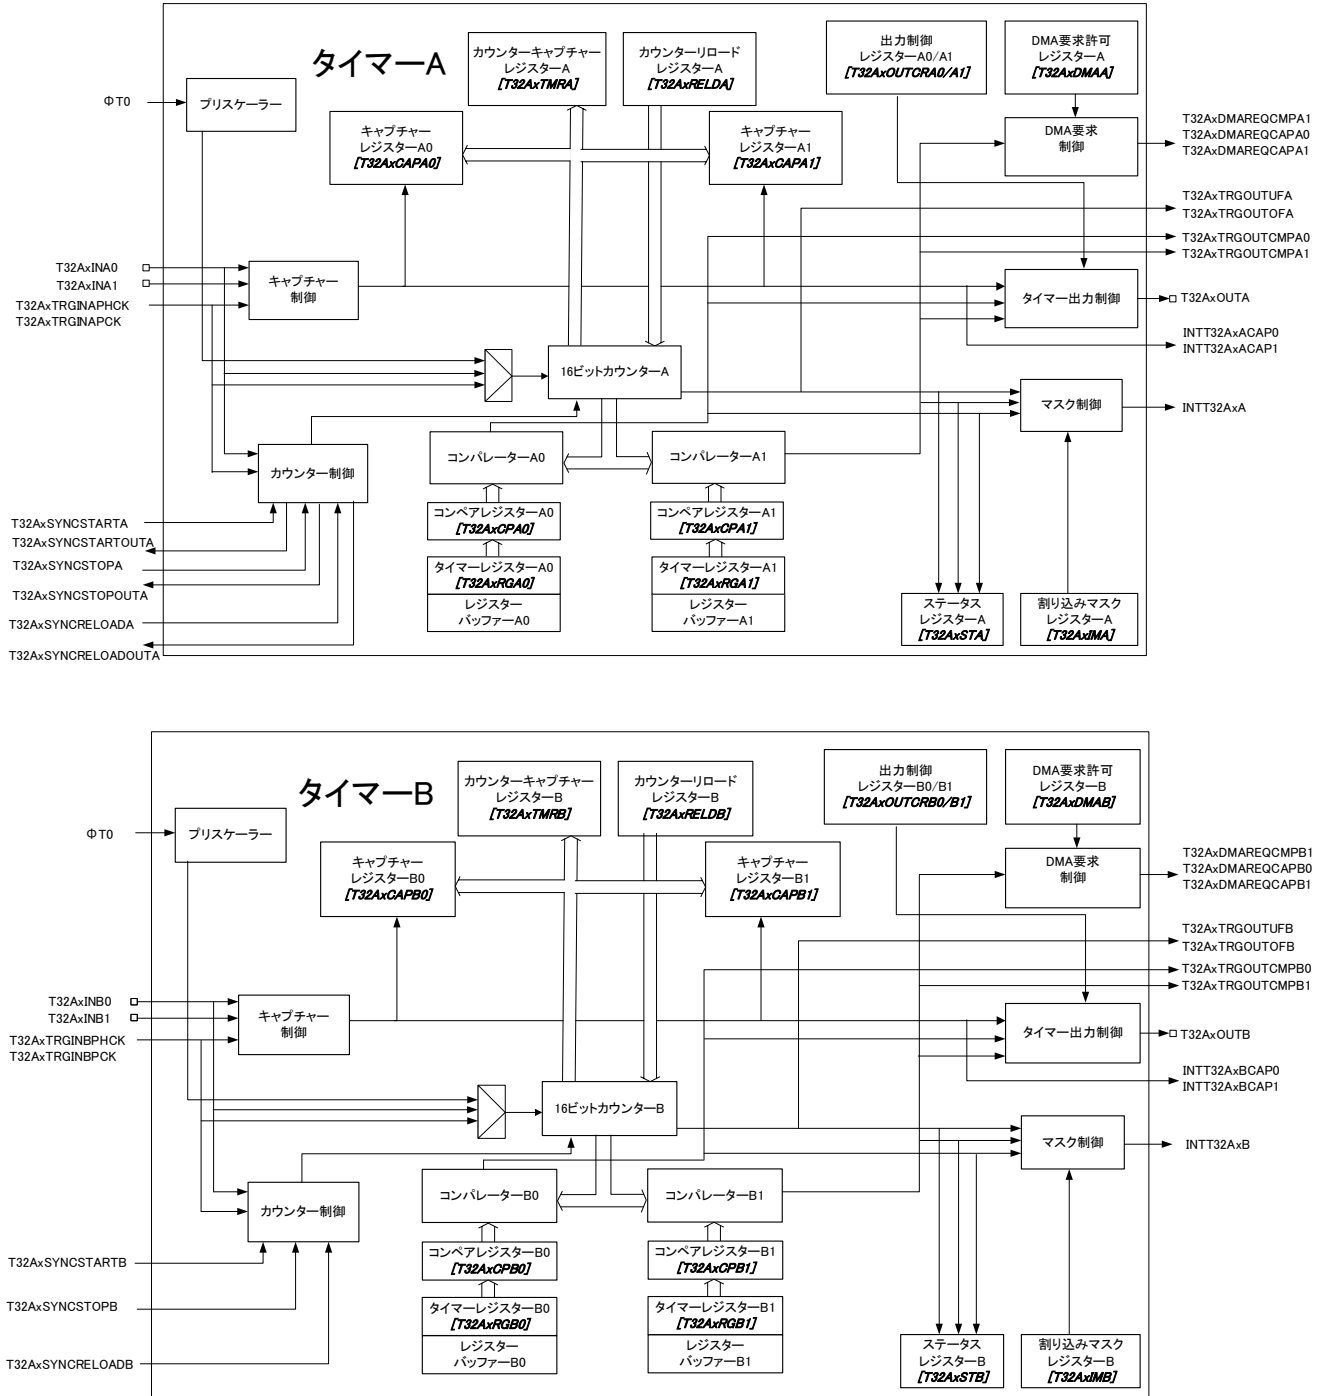 タイマーA
カウンターキャプチャー
レジスターA
[T32AxTMRA]
カウンターリロード
レジスターA
[T32AxRELDA]
出力制御
レジスターA0/A1
[T32AxOUTCRA0/A1]
DMA要求許可
レジスターA
[T32AxDMAA]
ΦT0
プリスケーラー
キャプチャー
レジスターA0
[T32AxCAPA0]
キャプチャー
レジスターA1
[T32AxCAPA1]
DMA要求
制御
T32AxDMAREQCMPA1
T32AxDMAREQCAPA0
T32AxDMAREQCAPA1
T32AxTRGOUTUFA
T32AxTRGOUTOFA
T32AxTRGOUTCMPA0
T32AxTRGOUTCMPA1
T32AxINA0
T32AxINA1
T32AxTRGINAPHCK
T32AxTRGINAPCK
キャプチャー
制御
タイマー出力制御
T32AxOUTA
INTT32AxACAP0
INTT32AxACAP1
16ビットカウンターA
マスク制御
INTT32AxA
カウンター制御
コンパレーターA0
コンパレーターA1
コンペアレジスターA0
[T32AxCPA0]
コンペアレジスターA1
[T32AxCPA1]
T32AxSYNCSTARTA
T32AxSYNCSTARTOUTA
T32AxSYNCSTOPA
T32AxSYNCSTOPOUTA
T32AxSYNCRELOADA
T32AxSYNCRELOADOUTA
タイマーレジスターA0
[T32AxRGA0]
レジスター
バッファーA0
タイマーレジスターA1
[T32AxRGA1]
レジスター
バッファーA1
ステータス
レジスターA
[T32AxSTA]
割り込みマスク
レジスターA
[T32AxIMA]
タイマーB
カウンターキャプチャー
レジスターB
[T32AxTMRB]
カウンターリロード
レジスターB
[T32AxRELDB]
出力制御
レジスターB0/B1
[T32AxOUTCRB0/B1]
DMA要求許可
レジスターB
[T32AxDMAB]
ΦT0
プリスケーラー
キャプチャー
レジスターB0
[T32AxCAPB0]
キャプチャー
レジスターB1
[T32AxCAPB1]
DMA要求
制御
T32AxDMAREQCMPB1
T32AxDMAREQCAPB0
T32AxDMAREQCAPB1
T32AxTRGOUTUFB
T32AxTRGOUTOFB
T32AxTRGOUTCMPB0
T32AxTRGOUTCMPB1
T32AxINB0
T32AxINB1
T32AxTRGINBPHCK
T32AxTRGINBPCK
キャプチャー
制御
タイマー出力制御
T32AxOUTB
INTT32AxBCAP0
INTT32AxBCAP1
16ビットカウンターB
マスク制御
INTT32AxB
カウンター制御
コンパレーターB0
コンパレーターB1
コンペアレジスターB0
[T32AxCPB0]
コンペアレジスターB1
[T32AxCPB1]
T32AxSYNCSTARTB
T32AxSYNCSTOPB
T32AxSYNCRELOADB
タイマーレジスターB0
[T32AxRGB0]
レジスター
バッファーB0
タイマーレジスターB1
[T32AxRGB1]
レジスター
バッファーB1
ステータス
レジスターB
[T32AxSTB]
割り込みマスク
レジスターB
[T32AxIMB]